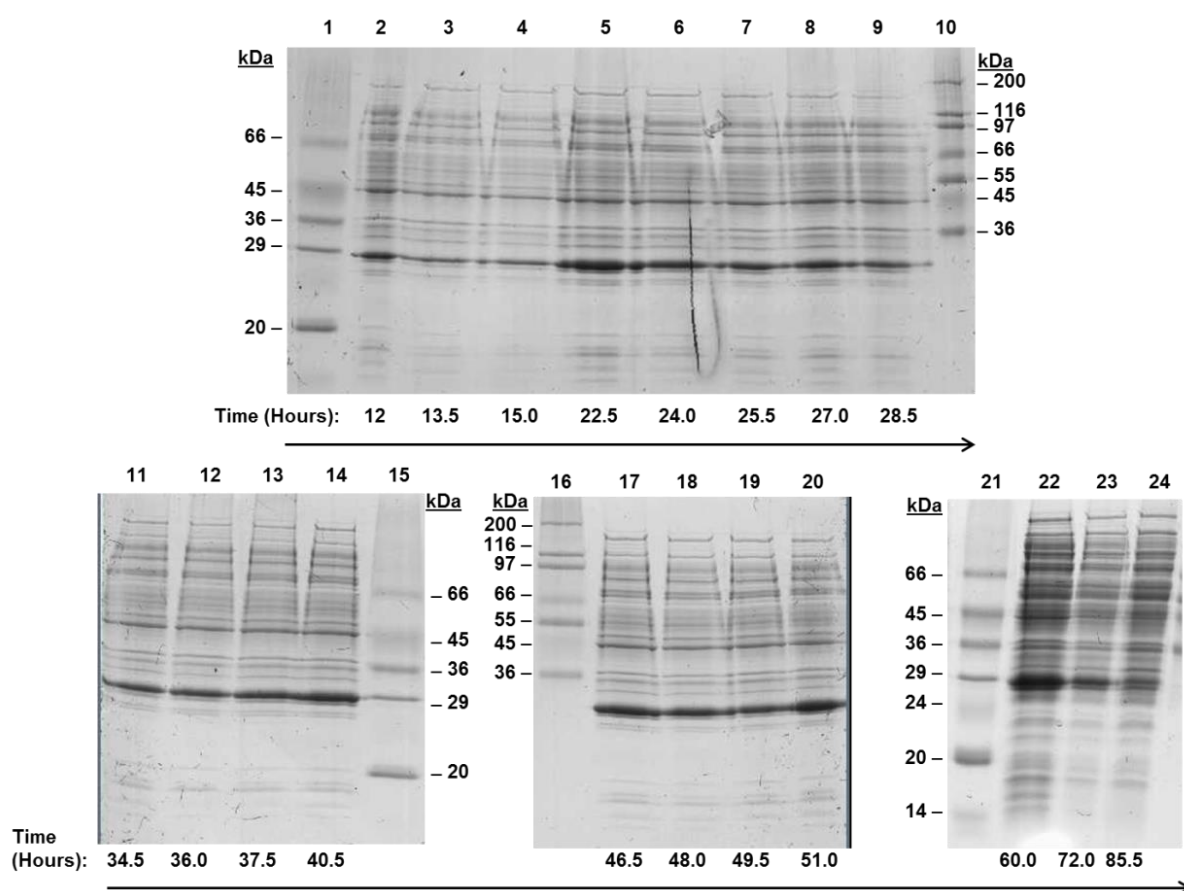 1 2 3 4 5 6 7 8 9 10
kDa
66 –
45 –
36 –
29 –
20 –
kDa
– 200
– 116
– 97
– 66
– 55
– 45
– 36
Time (Hours): 12 13.5 15.0 22.5 24.0 25.5 27.0 28.5
11 12 13 14 15
kDa
– 66
– 45
– 36
– 29
– 20
16 17 18 19 20
kDa
200 –
116 –
97 –
66 –
55 –
45 –
36 –
21 22 23 24
kDa
66 –
45 –
36 –
29 –
24 –
20 –
14 –
Time
(Hours): 34.5 36.0 37.5 40.5 46.5 48.0 49.5 51.0 60.0 72.0 85.5